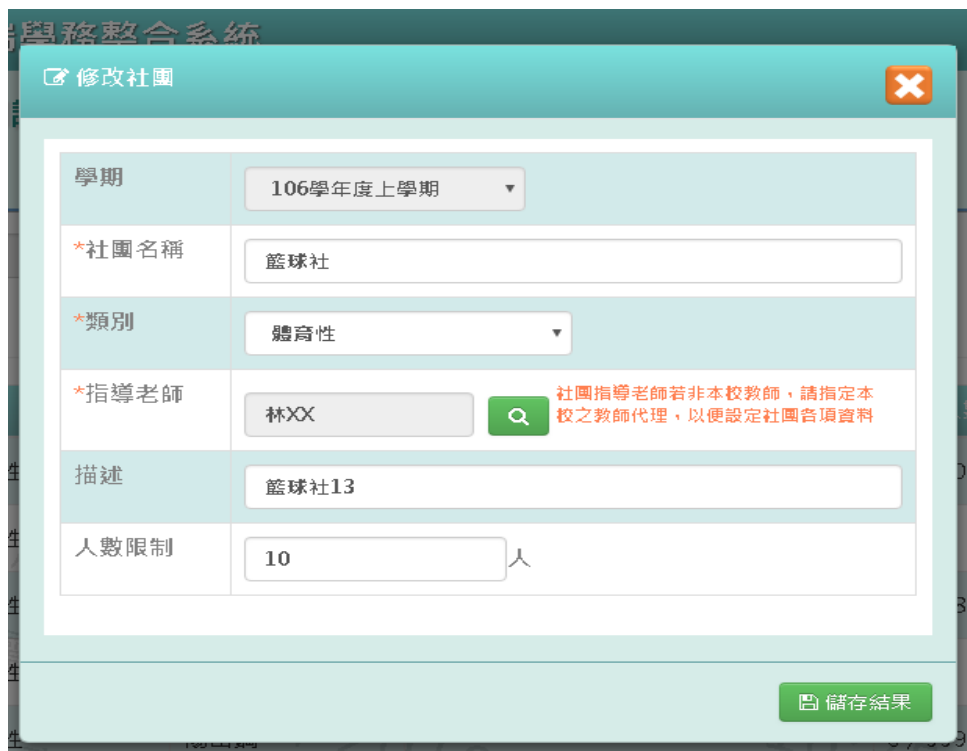 學務整合系統
修改社團
學期
106學年度上學期
*社團名稱
籃球社
*類別
體育性
*指導老師
林XX
社團指導老師若非本校教師，請指定本
校之教師代理，以便設定社團各項資料
描述
籃球社13
人數限制
10 人
儲存結果